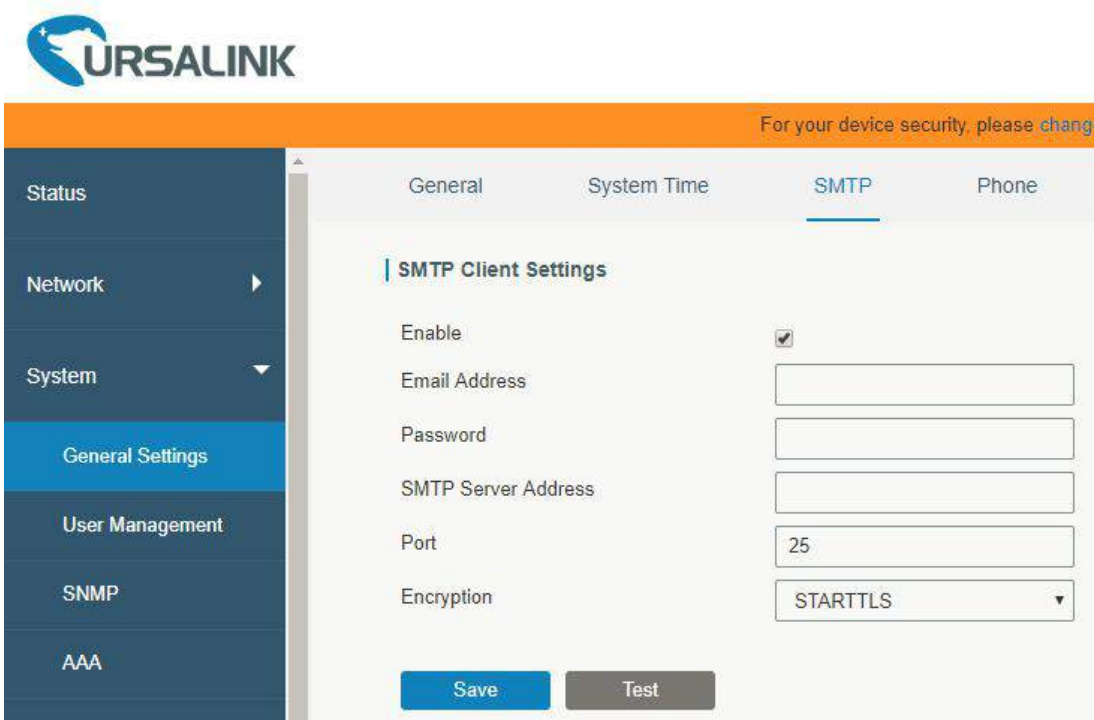 URSALINK
For your device security, please
Status
Network
System
General Settings
User Management
SNMP
AAA
General System Time SMTP Phone
SMTP Client Settings
Enable
Email Address
Password
SMTP Server Address
Port 25
Encryption STARTTLS
Save Test